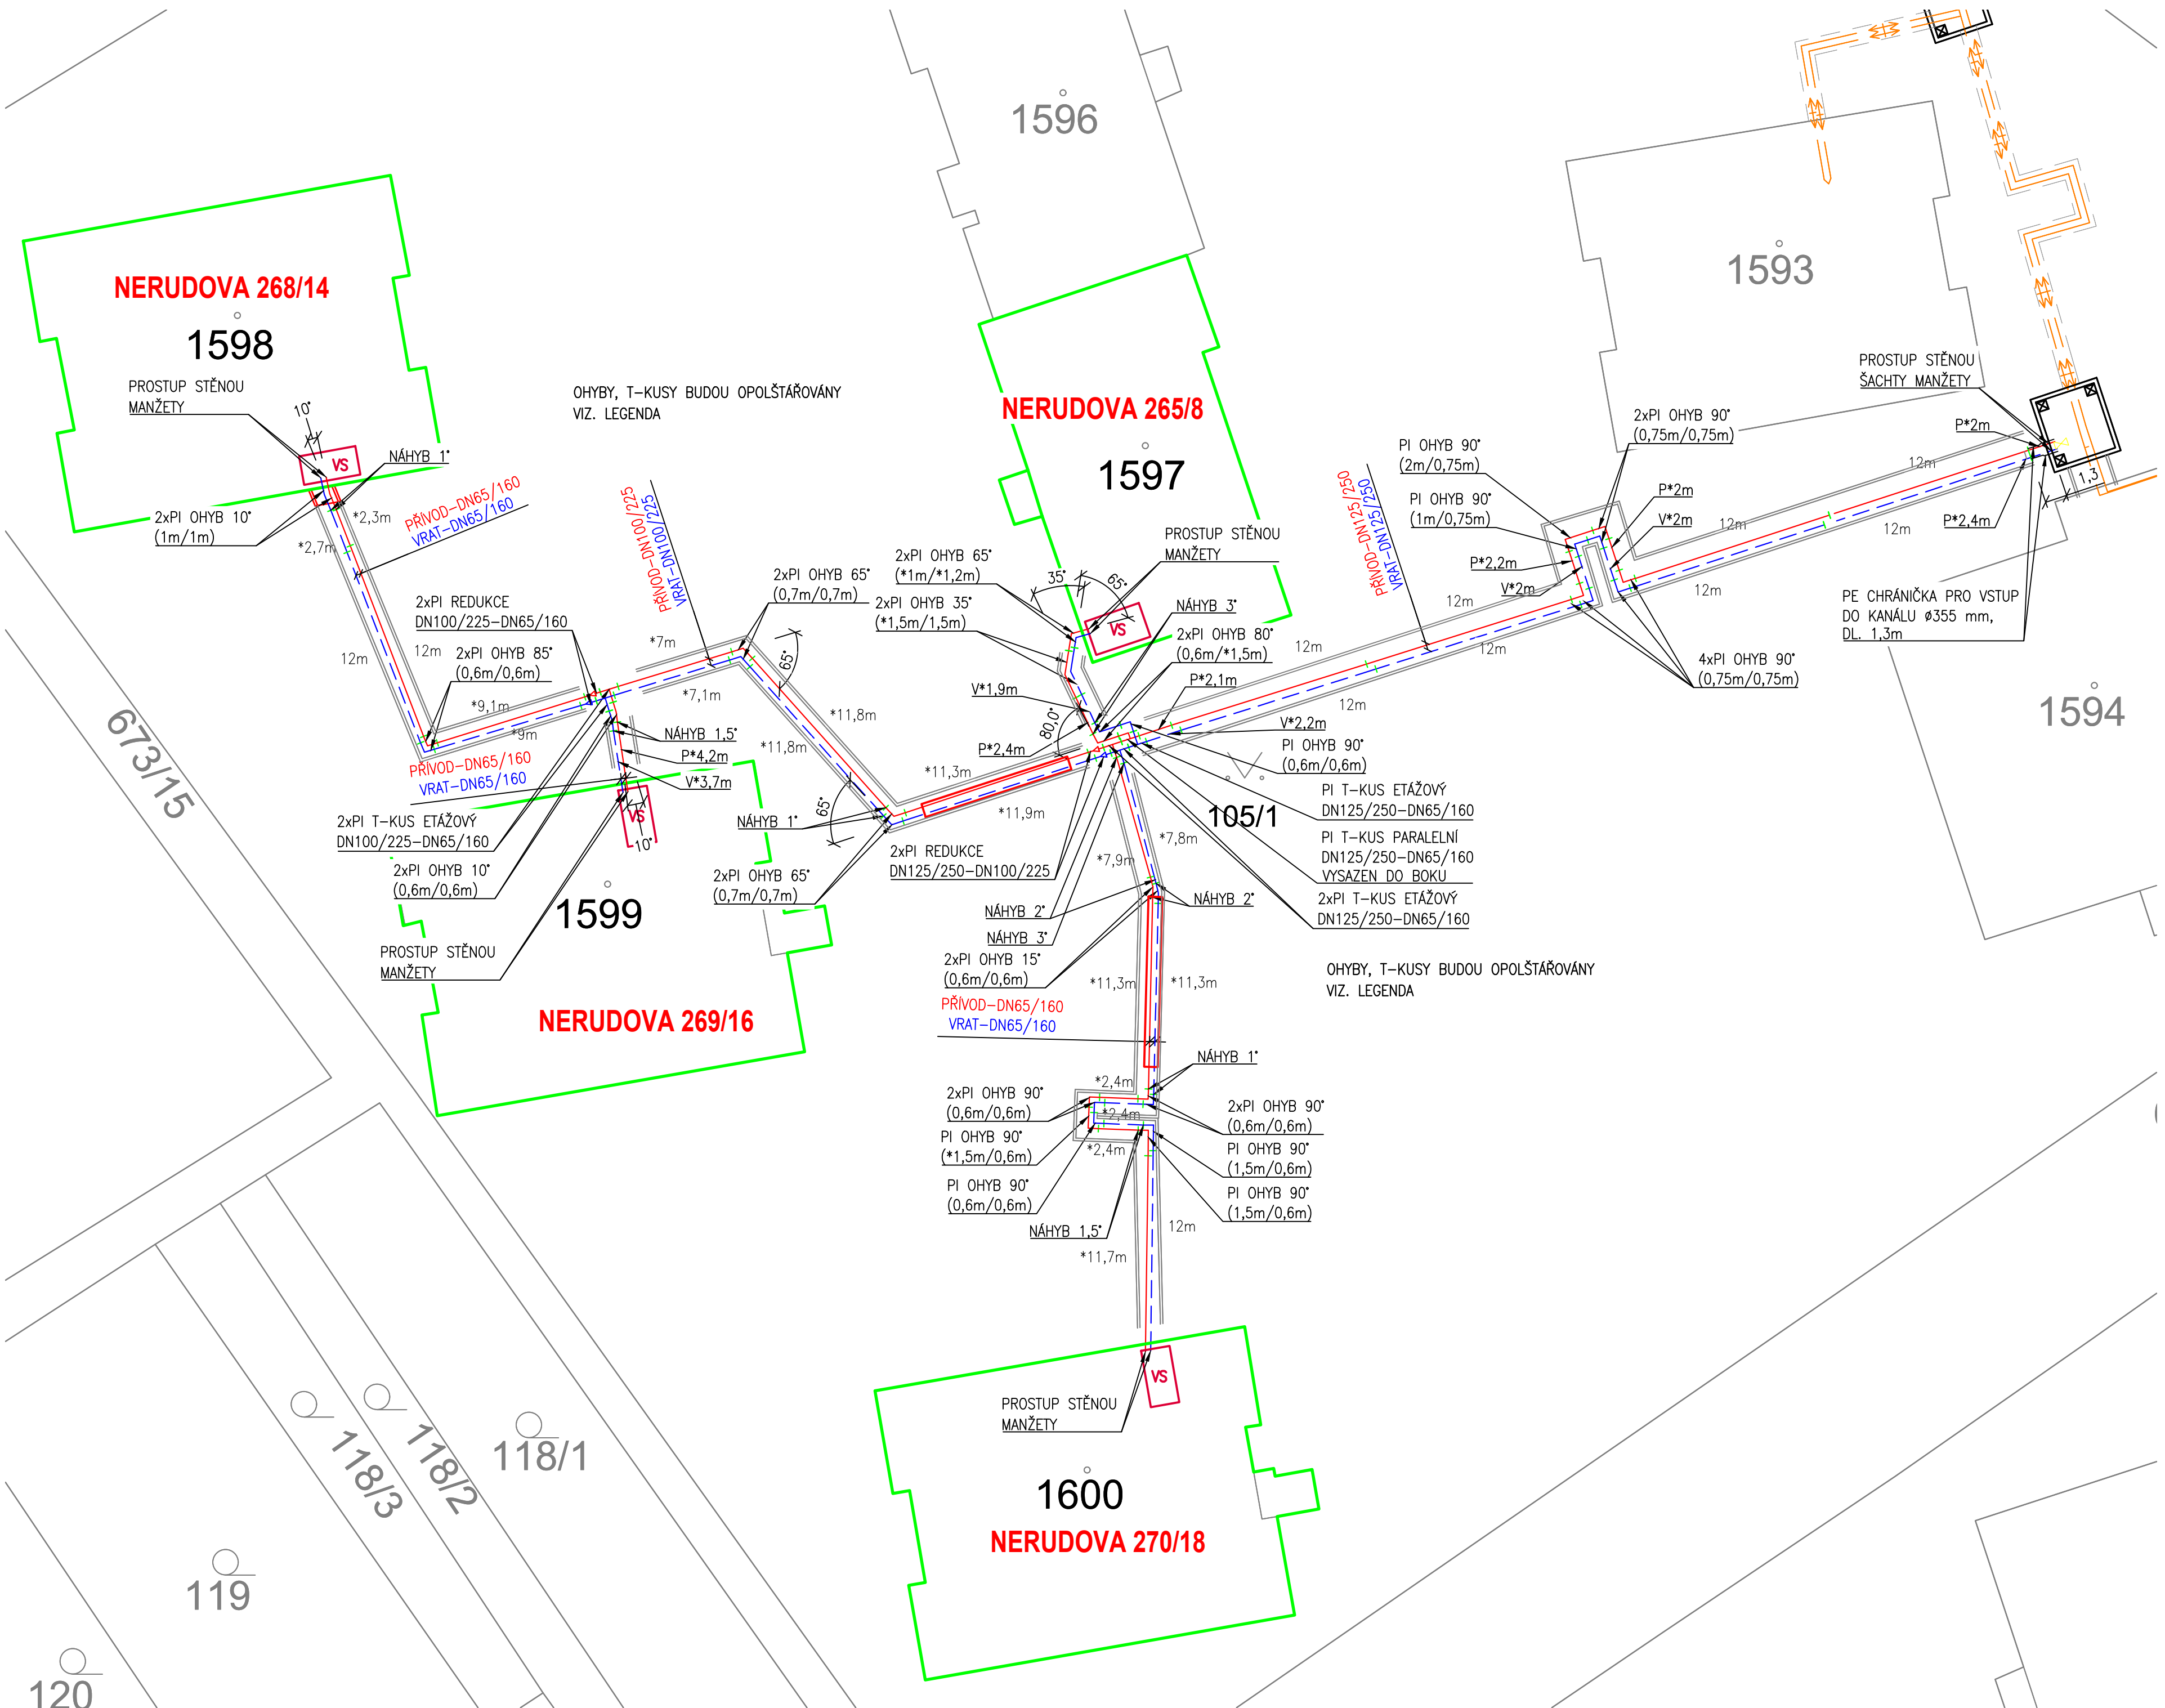 1596
1593
NERUDOVA 268/14
1598
PROSTUP STĚNOU
MANŽETY
10°
VS
NÁHYB 1°
2xPI OHYB 10°
(1m/1m)
*2,3m
*2,7m
PŘÍVOD-DN65/160
VRAT-DN65/160
OHYBY, T-KUSY BUDOU OPOLŠTÁŘOVÁNY
VIZ. LEGENDA
NERUDOVA 265/8
1597
PROSTUP STĚNOU
MANŽETY
2xPI OHYB 65°
(*1m/*1,2m)
2xPI OHYB 35°
(*1,5m/1,5m)
35°
65°
VS
NÁHYB 3°
2xPI OHYB 80°
(0,6m/*1,5m)
V*1,9m
80,0°
P*2,4m
P*2,1m
V*2,2m
PI OHYB 90°
(0,6m/0,6m)
PI T-KUS ETÁŽOVÝ
DN125/250-DN65/160
PI T-KUS PARALELNÍ
DN125/250-DN65/160
VYSAZEN DO BOKU
2xPI T-KUS ETÁŽOVÝ
DN125/250-DN65/160
105/1
PŘÍVOD-DN125/250
VRAT-DN125/250
12m
12m
12m
12m
PI OHYB 90°
(2m/0,75m)
PI OHYB 90°
(1m/0,75m)
P*2,2m
V*2m
2xPI OHYB 90°
(0,75m/0,75m)
P*2m
V*2m
4xPI OHYB 90°
(0,75m/0,75m)
12m
12m
12m
12m
PROSTUP STĚNOU
ŠACHTY MANŽETY
P*2m
P*2,4m
1,3
PE CHRÁNIČKA PRO VSTUP
DO KANÁLU ø355 mm,
DL. 1,3m
1594
PŘÍVOD-DN100/225
VRAT-DN100/225
2xPI OHYB 65°
(0,7m/0,7m)
*7m
*7,1m
65°
*11,8m
*11,8m
65°
NÁHYB 1°
2xPI OHYB 65°
(0,7m/0,7m)
*11,3m
*11,9m
2xPI REDUKCE
DN125/250-DN100/225
2xPI REDUKCE
DN100/225-DN65/160
12m
12m
2xPI OHYB 85°
(0,6m/0,6m)
*9,1m
*9m
PŘÍVOD-DN65/160
VRAT-DN65/160
NÁHYB 1,5°
P*4,2m
V*3,7m
VS
10°
2xPI T-KUS ETÁŽOVÝ
DN100/225-DN65/160
2xPI OHYB 10°
(0,6m/0,6m)
1599
PROSTUP STĚNOU
MANŽETY
NERUDOVA 269/16
*7,8m
*7,9m
NÁHYB 2°
NÁHYB 2°
NÁHYB 3°
2xPI OHYB 15°
(0,6m/0,6m)
*11,3m
*11,3m
PŘÍVOD-DN65/160
VRAT-DN65/160
OHYBY, T-KUSY BUDOU OPOLŠTÁŘOVÁNY
VIZ. LEGENDA
NÁHYB 1°
*2,4m
2xPI OHYB 90°
(0,6m/0,6m)
*2,4m
2xPI OHYB 90°
(0,6m/0,6m)
PI OHYB 90°
(*1,5m/0,6m)
*2,4m
PI OHYB 90°
(1,5m/0,6m)
PI OHYB 90°
(0,6m/0,6m)
PI OHYB 90°
(1,5m/0,6m)
NÁHYB 1,5°
12m
*11,7m
VS
PROSTUP STĚNOU
MANŽETY
1600
NERUDOVA 270/18
673/15
118/1
118/2
118/3
119
120